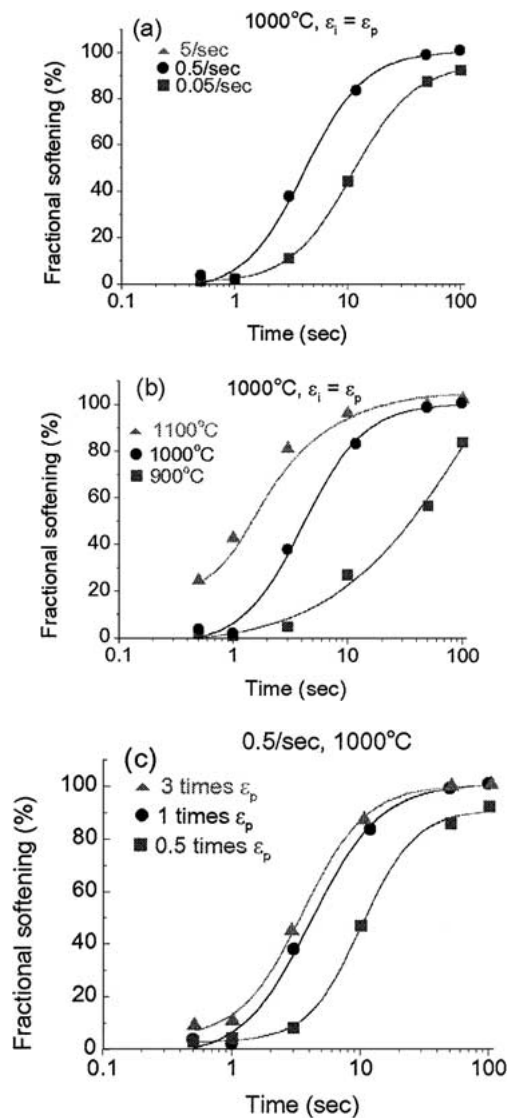 (a) 1000°C, εi = εp
5/sec
0.5/sec
0.05/sec
Fractional softening (%)
100
80
60
40
20
0
0.1 1 10 100
Time (sec)
(b) 1000°C, εi = εp
1100°C
1000°C
900°C
Fractional softening (%)
100
80
60
40
20
0
0.1 1 10 100
Time (sec)
0.5/sec, 1000°C
(c)
3 times εp
1 times εp
0.5 times εp
Fractional softening (%)
100
80
60
40
20
0
0.1 1 10 100
Time (sec)